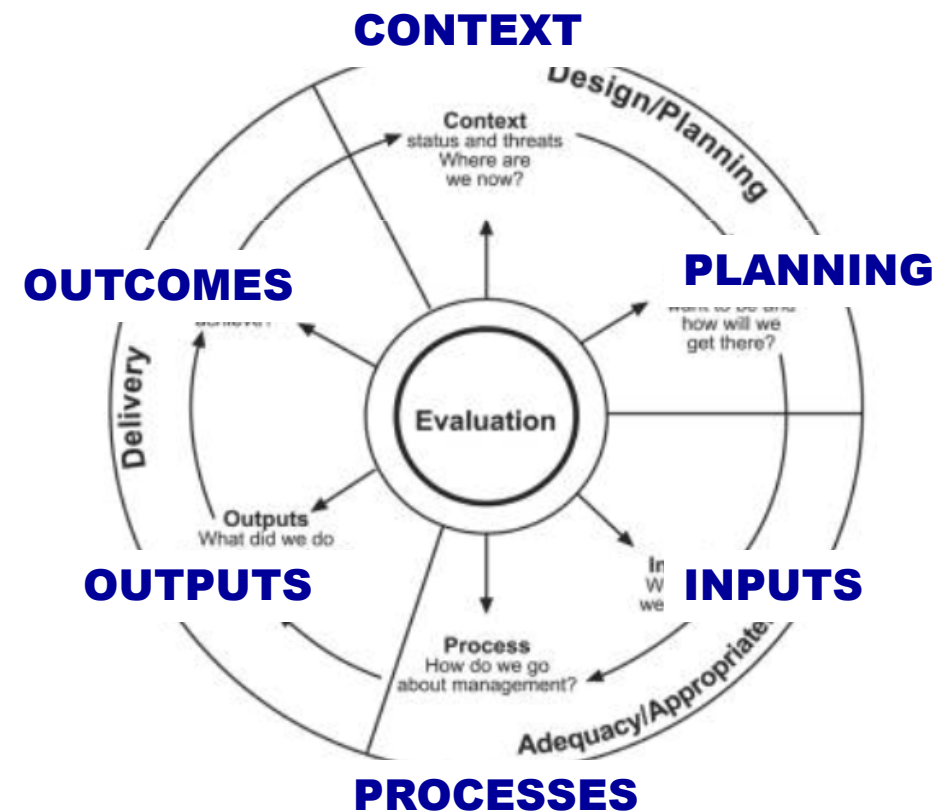 CONTEXT
Design/Planning
Context
status and threats
Where are
we now?
OUTCOMES
PLANNING
achieve?
want to be and
how will we
get there?
Delivery
Evaluation
Outputs
What did we do
OUTPUTS
INPUTS
we
Process
How do we go
about management?
Adequacy/Appropriate
PROCESSES